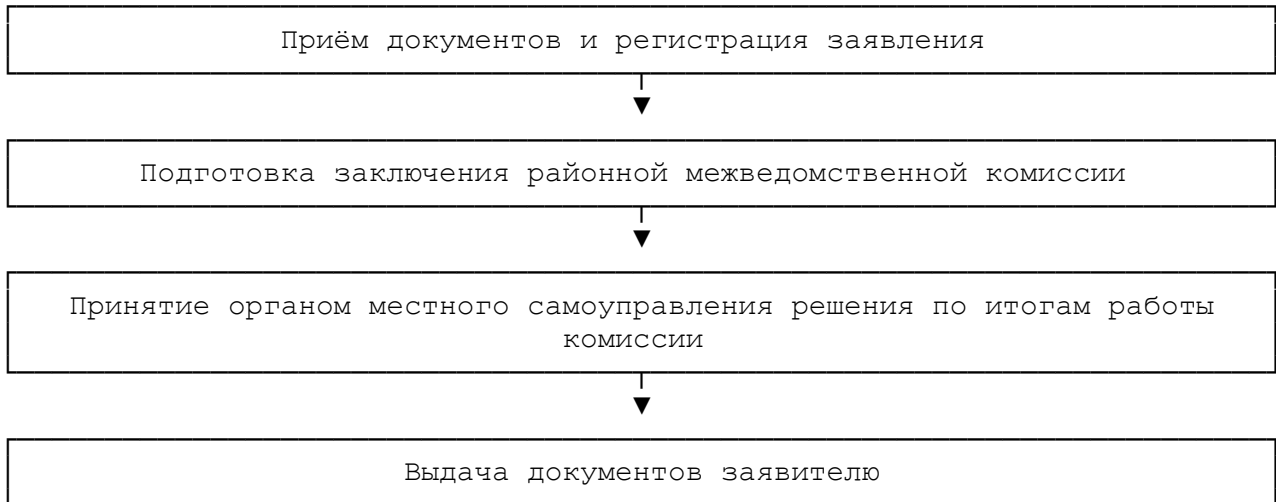 Приём документов и регистрация заявления
Подготовка заключения районной межведомственной комиссии
Принятие органом местного самоуправления решения по итогам работы
комиссии
Выдача документов заявителю